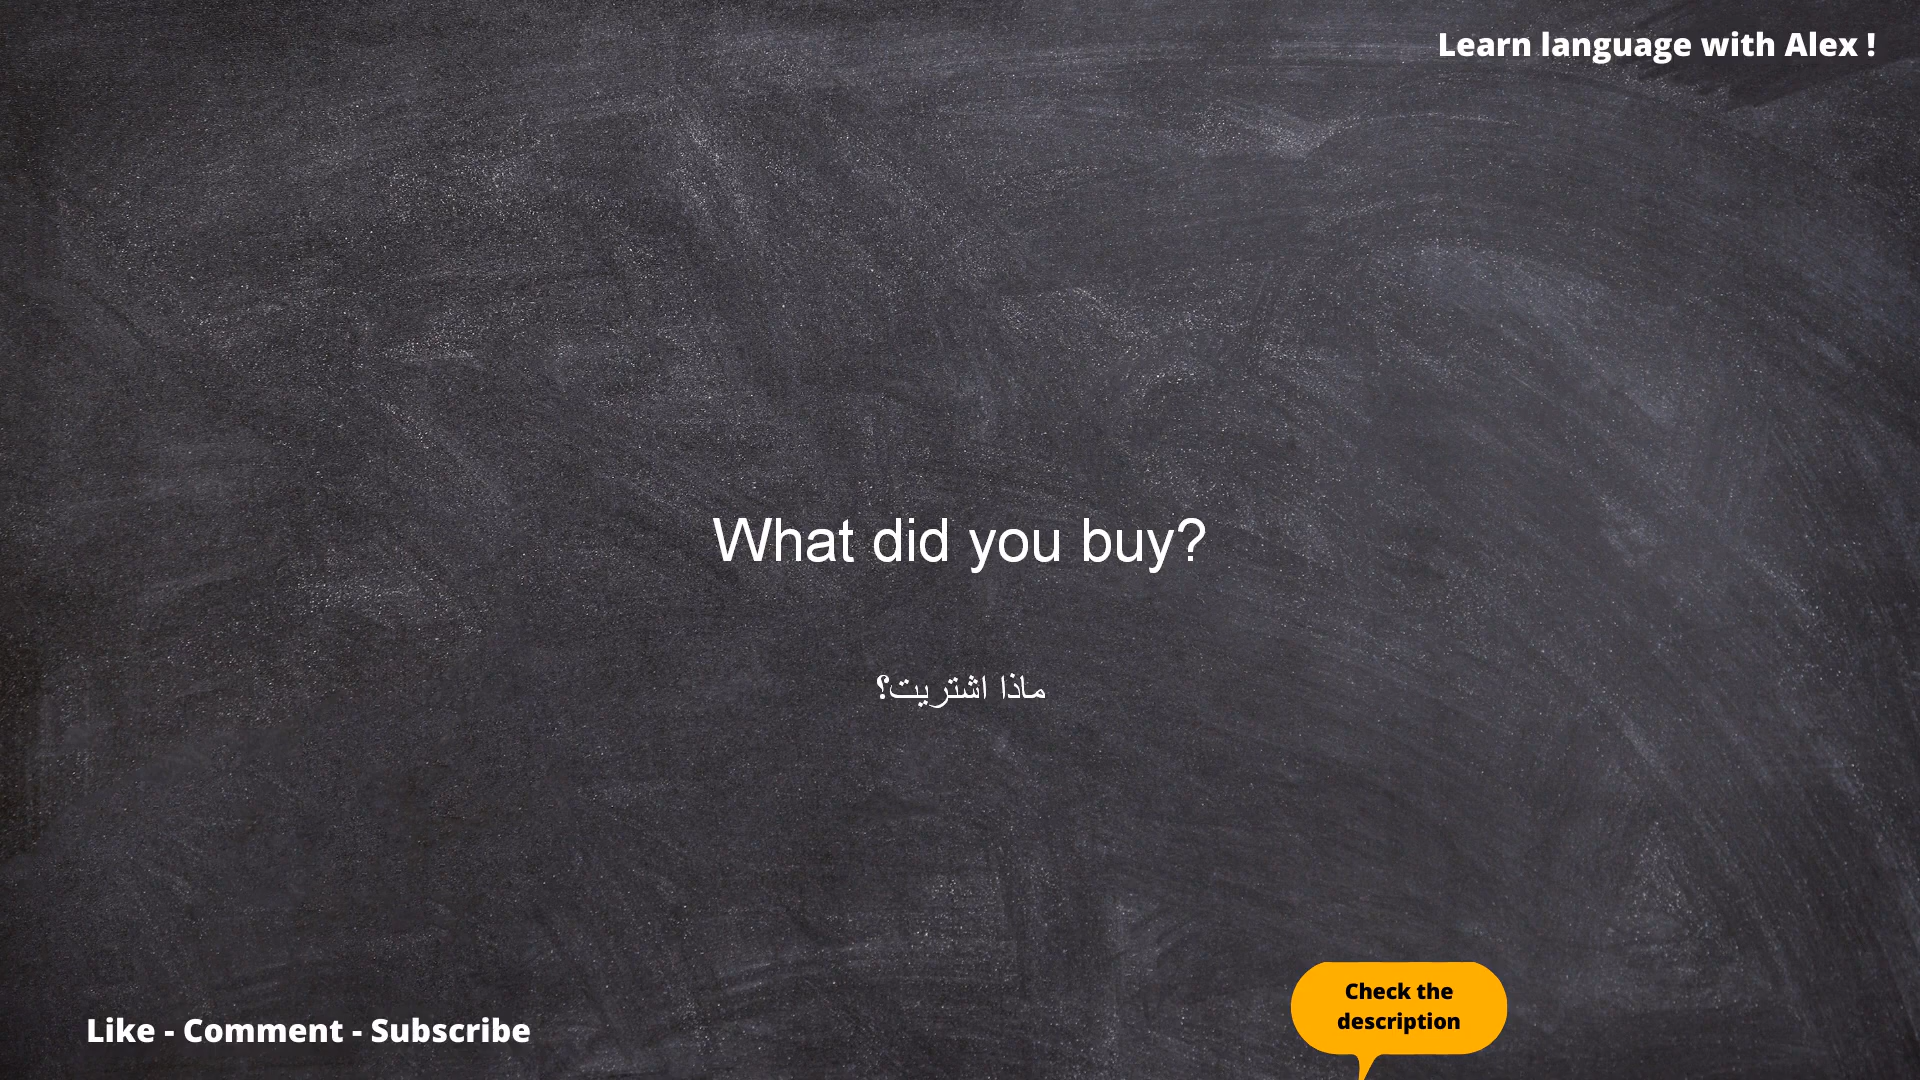 Learn language with Alex !
What did you buy?
ماذا اشتريت؟
Check the
description
Like - Comment - Subscribe